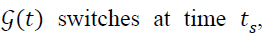 𝒢(t) switches at time tₛ,